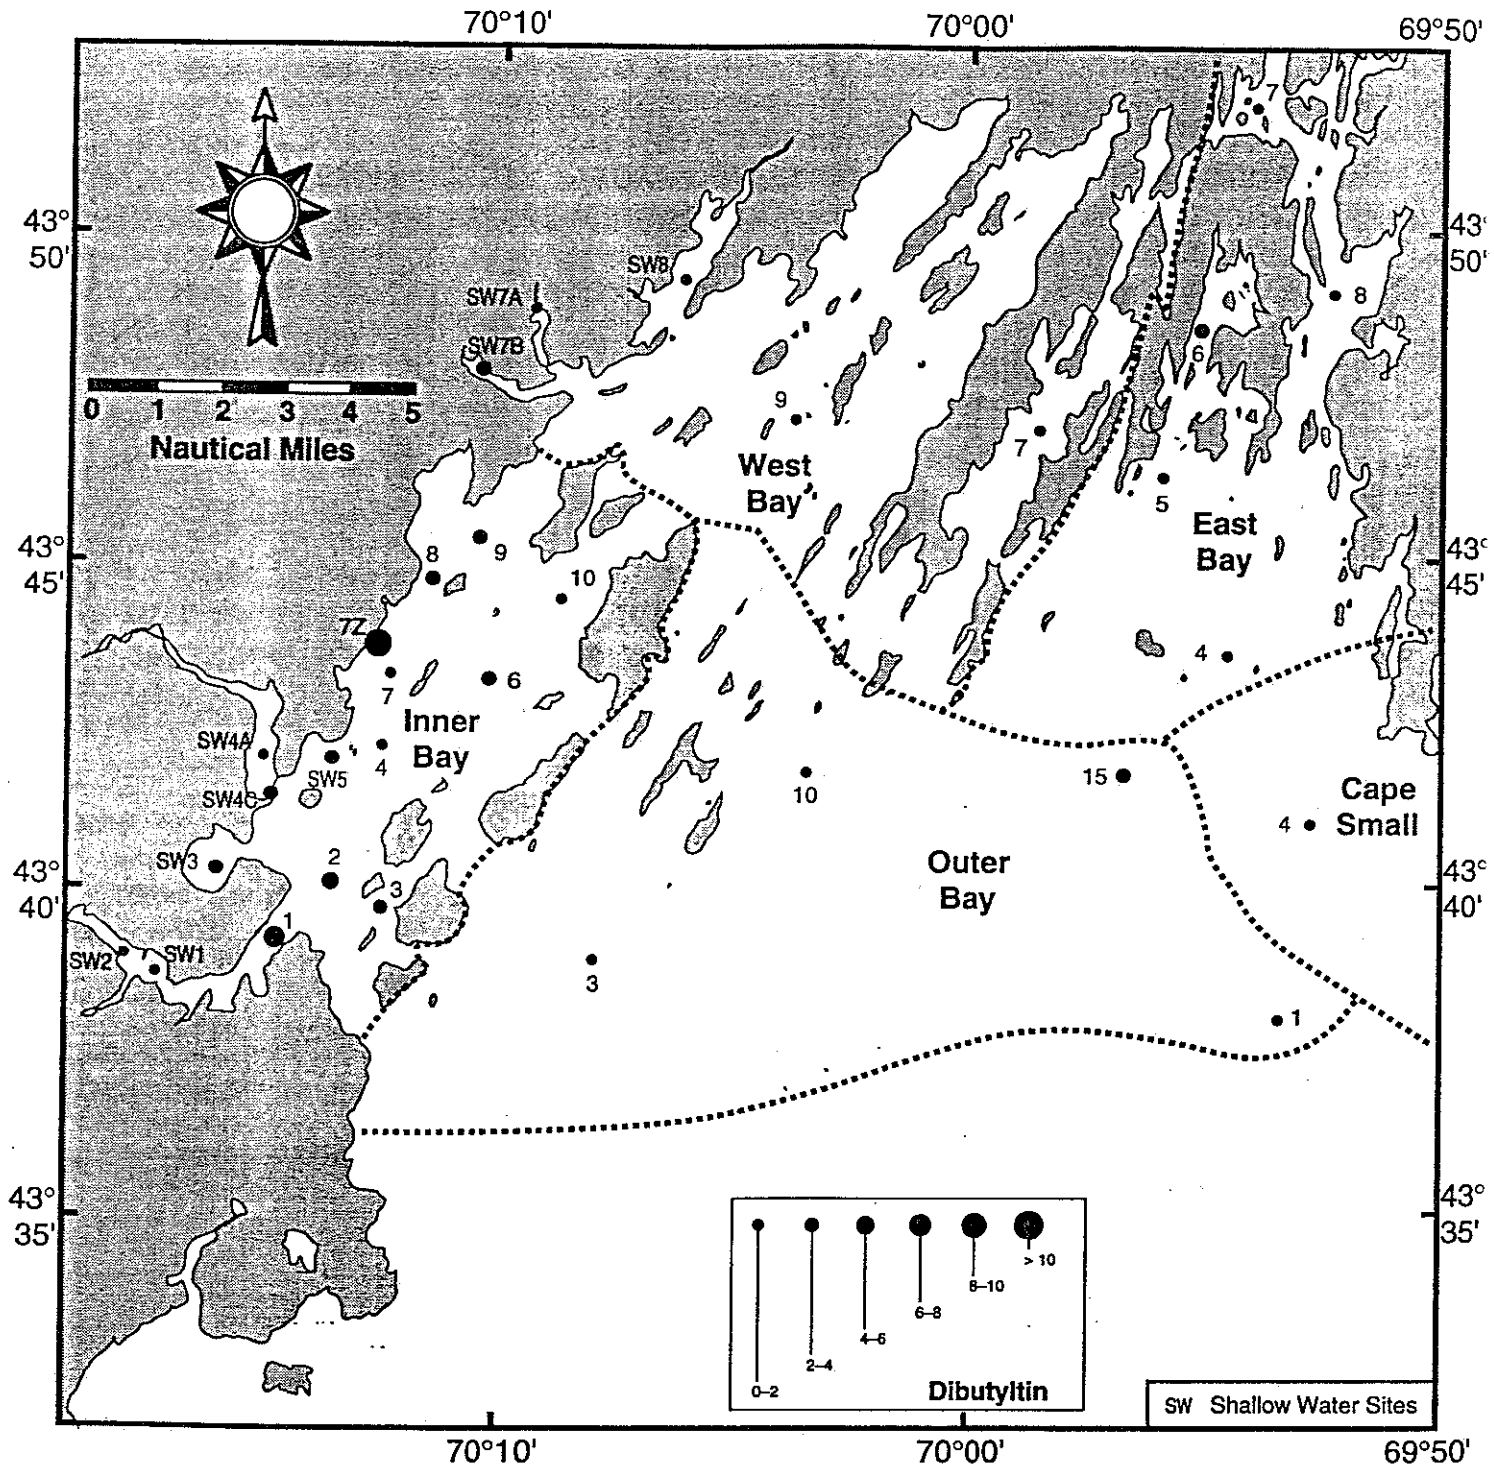 70°10'
70°00'
69°50'
7
43°
50'
43°
50'
SW8
SW7A
8
SW7B
6
0 1 2 3 4 5
Nautical Miles
9
7
West
Bay
5
East
Bay
43°
45'
43°
45'
8
9
10
7Z
7
6
4
Inner
Bay
SW4A
4
SW5
SW4C
10
15
Cape
Small
4
Outer
Bay
43°
40'
43°
40'
SW3
2
3
1
SW2
SW1
3
1
43°
35'
43°
35'
> 10
8–10
6–8
4–6
2–4
0–2
Dibutyltin
SW Shallow Water Sites
70°10'
70°00'
69°50'